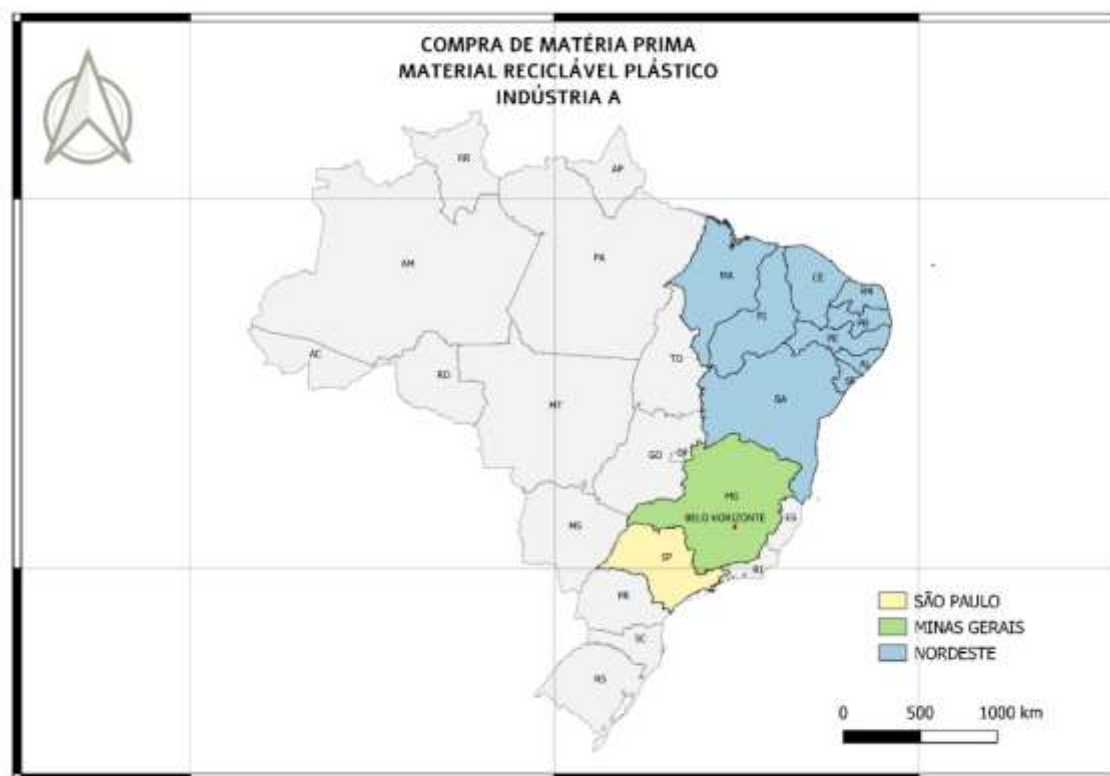 COMPRA DE MATÉRIA PRIMA
MATERIAL RECICLÁVEL PLÁSTICO
INDÚSTRIA A
RR
AP
AM
PA
MA
CE
RN
PI
PB
PE
AC
TO
AL
RO
SE
BA
MT
GO
DF
MG
BELO HORIZONTE
ES
MS
SP
RJ
PR
SÃO PAULO
MINAS GERAIS
SC
NORDESTE
RS
0 500 1000 km